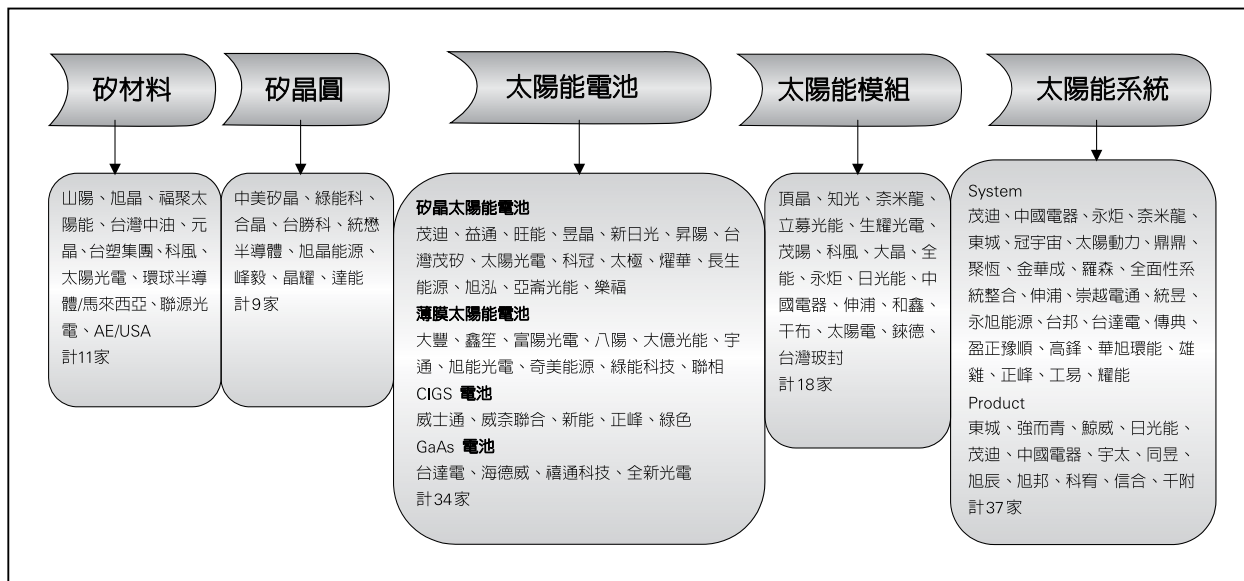 矽材料
山陽、旭晶、福聚太
陽能、台灣中油、元
晶、台塑集團、科風、
太陽光電、環球半導
體/馬來西亞、聯源光
電、AE/USA
計11家
矽晶圓
中美矽晶、綠能科、
合晶、台勝科、統懋
半導體、旭晶能源、
峰毅、晶耀、達能
計9家
太陽能電池
矽晶太陽能電池
茂迪、益通、旺能、昱晶、新日光、昇陽、台
灣茂矽、太陽光電、科冠、太極、燿華、長生
能源、旭泓、亞崙光能、樂福
薄膜太陽能電池
大豐、鑫笙、富陽光電、八陽、大億光能、宇
通、旭能光電、奇美能源、綠能科技、聯相
CIGS 電池
威士通、威奈聯合、新能、正峰、綠色
GaAs 電池
台達電、海德威、禧通科技、全新光電
計34家
太陽能模組
頂晶、知光、奈米龍、
立募光能、生耀光電、
茂陽、科風、大晶、全
能、永炬、日光能、中
國電器、伸浦、和鑫、
干布、太陽電、錸德、
台灣玻封
計18家
太陽能系統
System
茂迪、中國電器、永炬、奈米龍、
東城、冠宇宙、太陽動力、鼎鼎、
聚恆、金華成、羅森、全面性系
統整合、伸浦、崇越電通、統昱、
永旭能源、台邦、台達電、傳典、
盈正豫順、高鋒、華旭環能、雄
雞、正峰、工易、耀能
Product
東城、強而青、鯨威、日光能、
茂迪、中國電器、宇太、同昱、
旭辰、旭邦、科宥、信合、千附
計37家